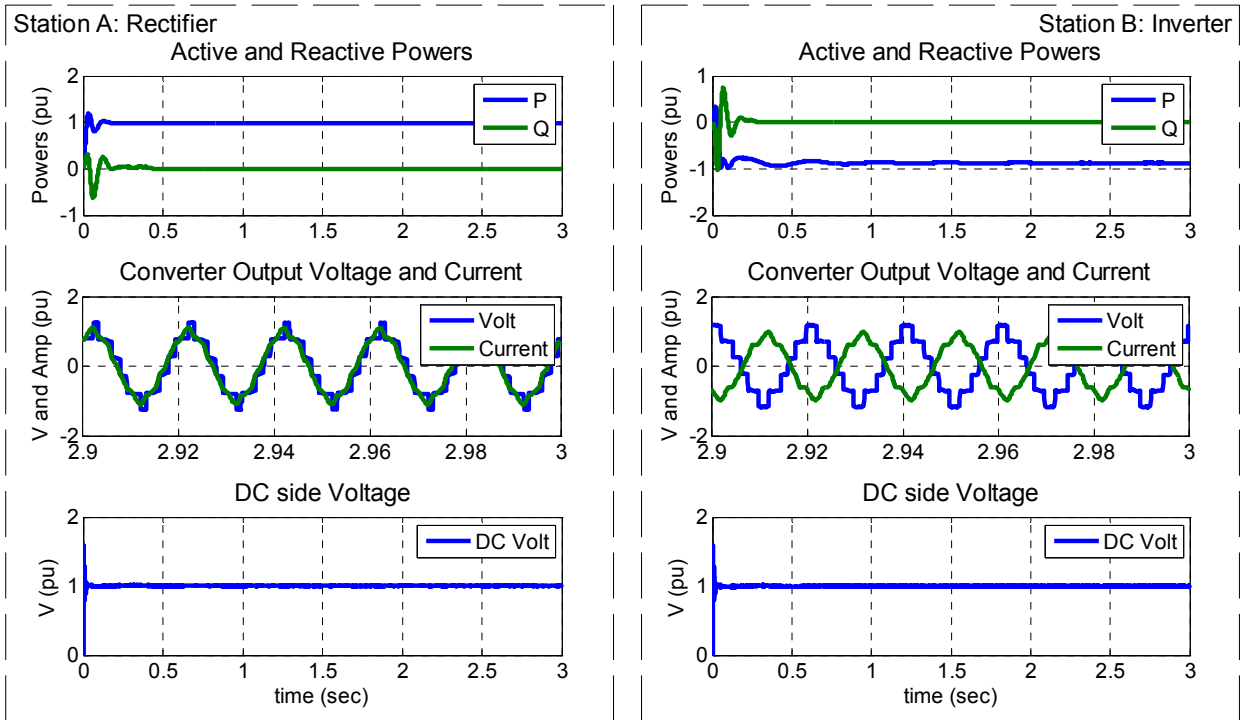 Station A: Rectifier
Active and Reactive Powers
Powers (pu)
2
1
0
-1
P
Q
0
0.5
1
1.5
2
2.5
3
Converter Output Voltage and Current
V and Amp (pu)
2
0
-2
Volt
Current
2.9
2.92
2.94
2.96
2.98
3
DC side Voltage
V (pu)
2
1
0
DC Volt
0
0.5
1
1.5
2
2.5
3
time (sec)
Station B: Inverter
Active and Reactive Powers
Powers (pu)
1
0
-1
-2
P
Q
0
0.5
1
1.5
2
2.5
3
Converter Output Voltage and Current
V and Amp (pu)
2
0
-2
Volt
Current
2.9
2.92
2.94
2.96
2.98
3
DC side Voltage
V (pu)
2
1
0
DC Volt
0
0.5
1
1.5
2
2.5
3
time (sec)